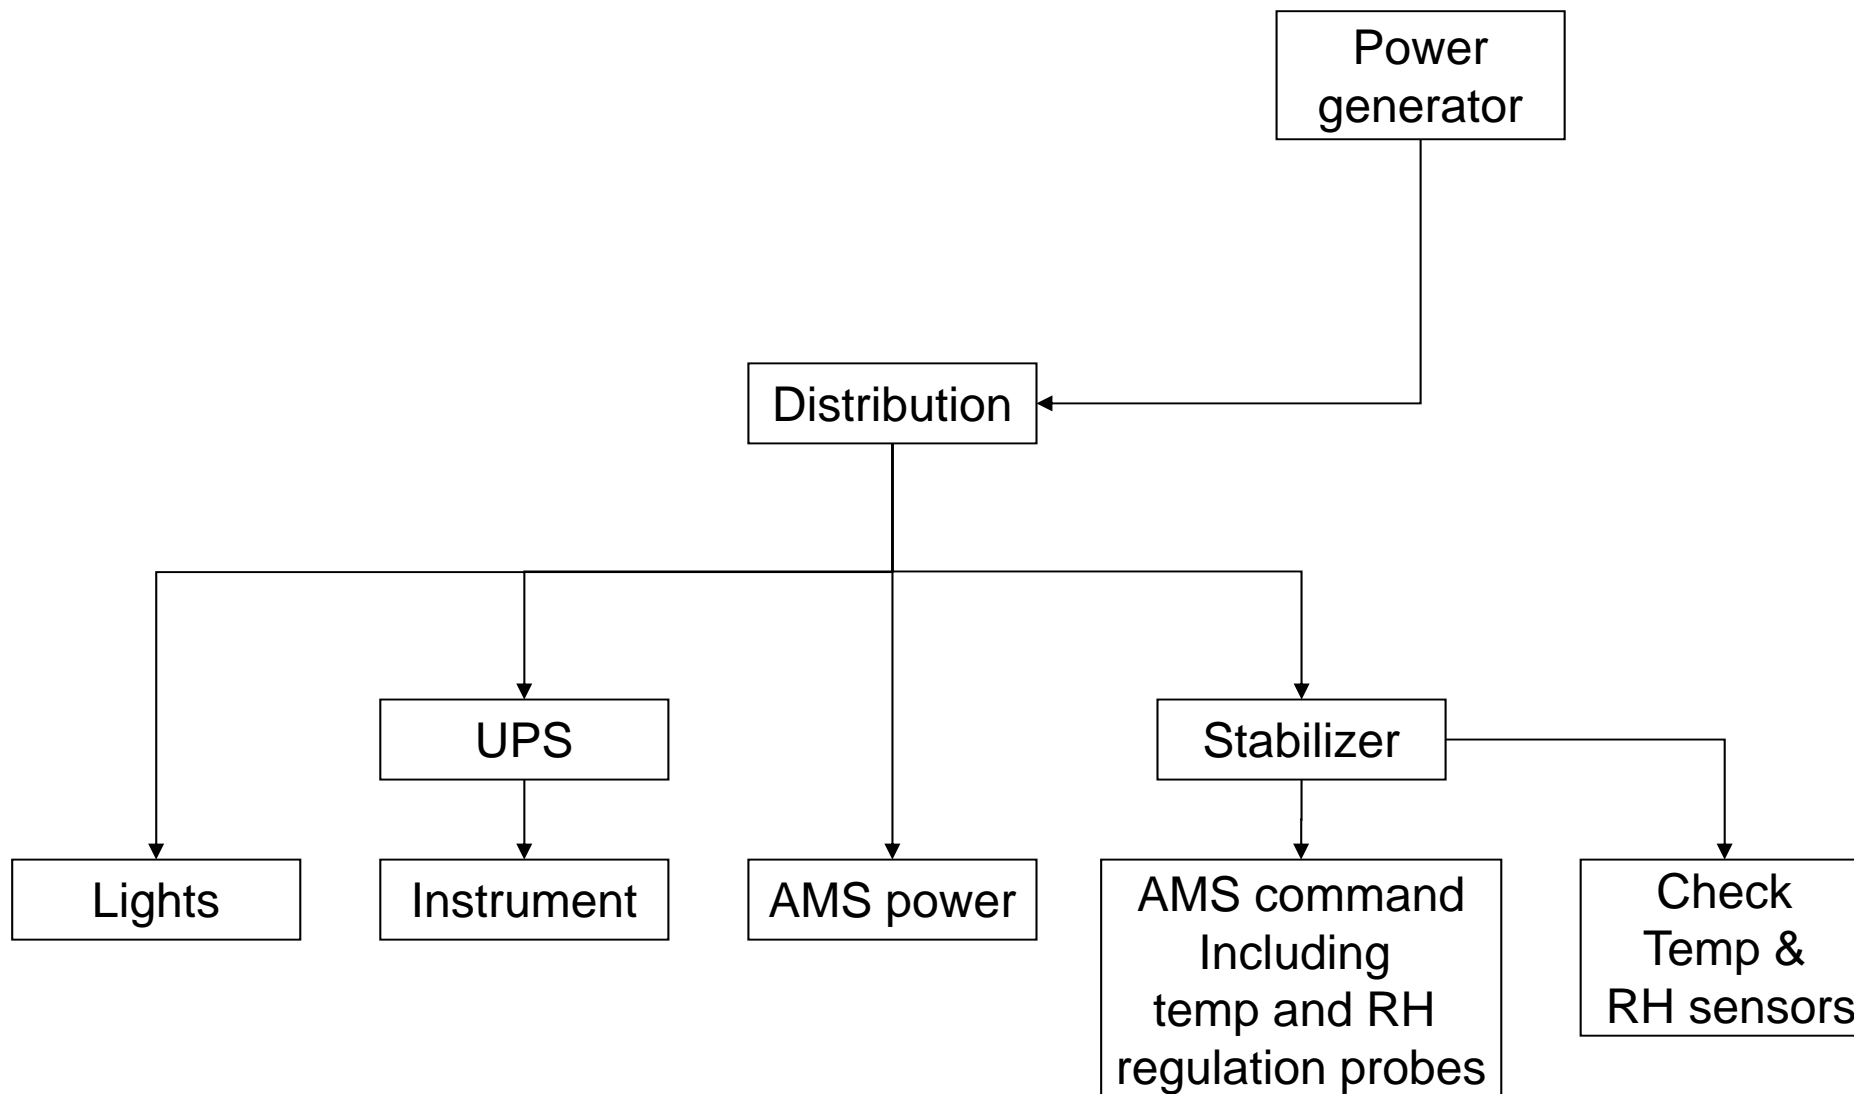 Power
generator
Distribution
UPS
Stabilizer
Lights
Instrument
AMS power
AMS command
Including
temp and RH
regulation probes
Check
Temp &
RH sensors